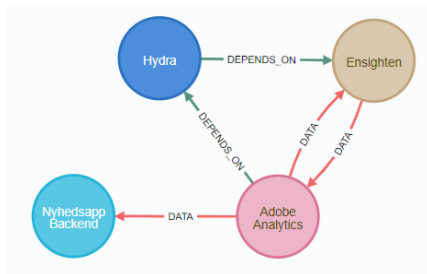 Hydra
DEPENDS_ON
Ensighten
DEPENDS_ON
DATA
DATA
Nyhedsapp
Backend
DATA
Adobe
Analytics